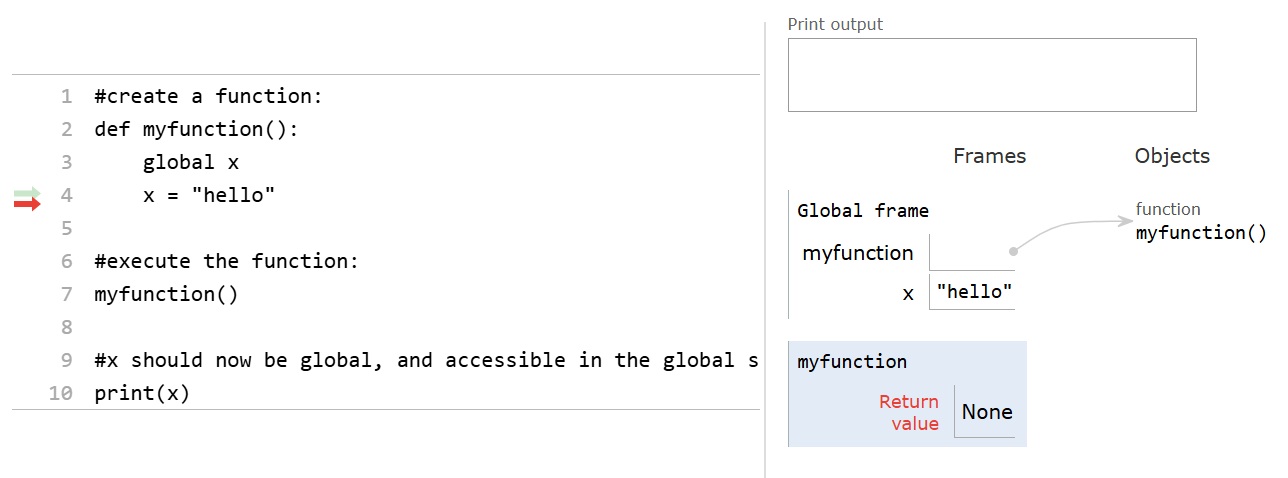 1 #create a function:
2 def myfunction():
3     global x
4     x = "hello"
5
6 #execute the function:
7 myfunction()
8
9 #x should now be global, and accessible in the global s
10 print(x)
Print output
Frames Objects
Global frame
myfunction
x "hello"
function
myfunction()
myfunction
Return
value None